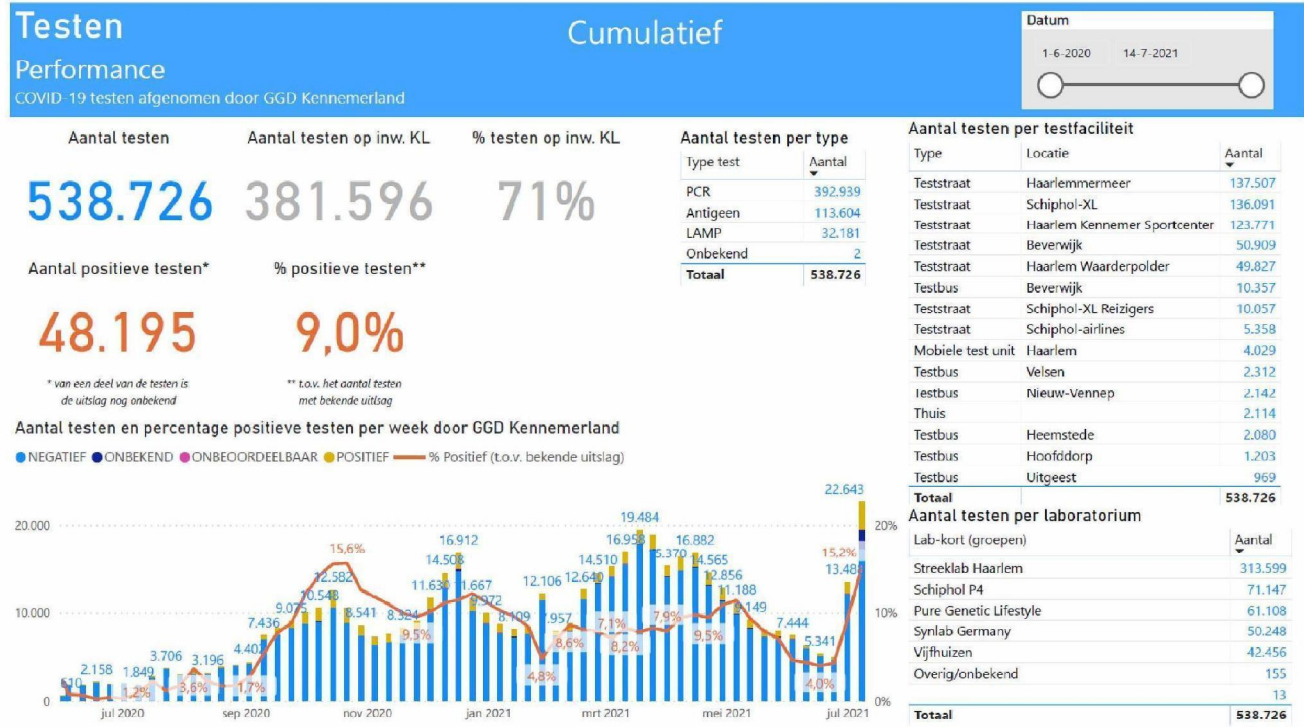 Testen
Cumulatief
Performance
COVID-19 testen afgenomen door GGD Kennemerland
Datum
1-6-2020 14-7-2021
Aantal testen
Aantal testen op inw. KL
% testen op inw. KL
538.726
381.596
71%
Aantal positieve testen*
% positieve testen**
48.195
9,0%
* van een deel van de testen is
de uitslag nog onbekend
** t.o.v. het aantal testen
met bekende uitlsag
Aantal testen per type
Type test Aantal
PCR 392.939
Antigeen 113.604
LAMP 32.181
Onbekend 2
Totaal 538.726
Aantal testen per testfaciliteit
Type Locatie Aantal
Teststraat Haarlemmermeer 137.507
Teststraat Schiphol-XL 136.091
Teststraat Haarlem Kennemer Sportcenter 123.771
Teststraat Beverwijk 50.909
Teststraat Haarlem Waarderpolder 49.827
Testbus Beverwijk 10.357
Teststraat Schiphol-XL Reizigers 10.057
Teststraat Schiphol-airlines 5.358
Mobiele test unit Haarlem 4.029
Testbus Velsen 2.312
Testbus Nieuw-Vennep 2.142
Thuis 2.114
Testbus Heemstede 2.080
Testbus Hoofddorp 1.203
Testbus Uitgeest 969
Totaal 538.726
Aantal testen per laboratorium
Lab-kort (groepen) Aantal
Streeklab Haarlem 313.599
Schiphol P4 71.147
Pure Genetic Lifestyle 61.108
Synlab Germany 50.248
Vijfhuizen 42.456
Overig/onbekend 155
13
Totaal 538.726
Aantal testen en percentage positieve testen per week door GGD Kennemerland
NEGATIEF ONBEKEND ONBEOORDEELBAAR POSITIEF % Positief (t.o.v. bekende uitslag)
20.000
10.000
0
20%
10%
0%
610
2.158
1.849
3.706
3.196
4.402
7.436
9.075
10.548
12.582
8.541
8.324
11.630
14.508
16.912
11.667
9.972
8.109
12.106
7.957
12.640
14.510
16.958
19.484
15.370
16.882
14.565
12.856
11.188
9.149
7.444
5.341
13.484
22.643
1,2%
3,6%
1,7%
15,6%
9,5%
4,8%
8,6%
7,1%
8,2%
7,9%
9,5%
4,0%
15,2%
jul 2020
sep 2020
nov 2020
jan 2021
mrt 2021
mei 2021
jul 2021